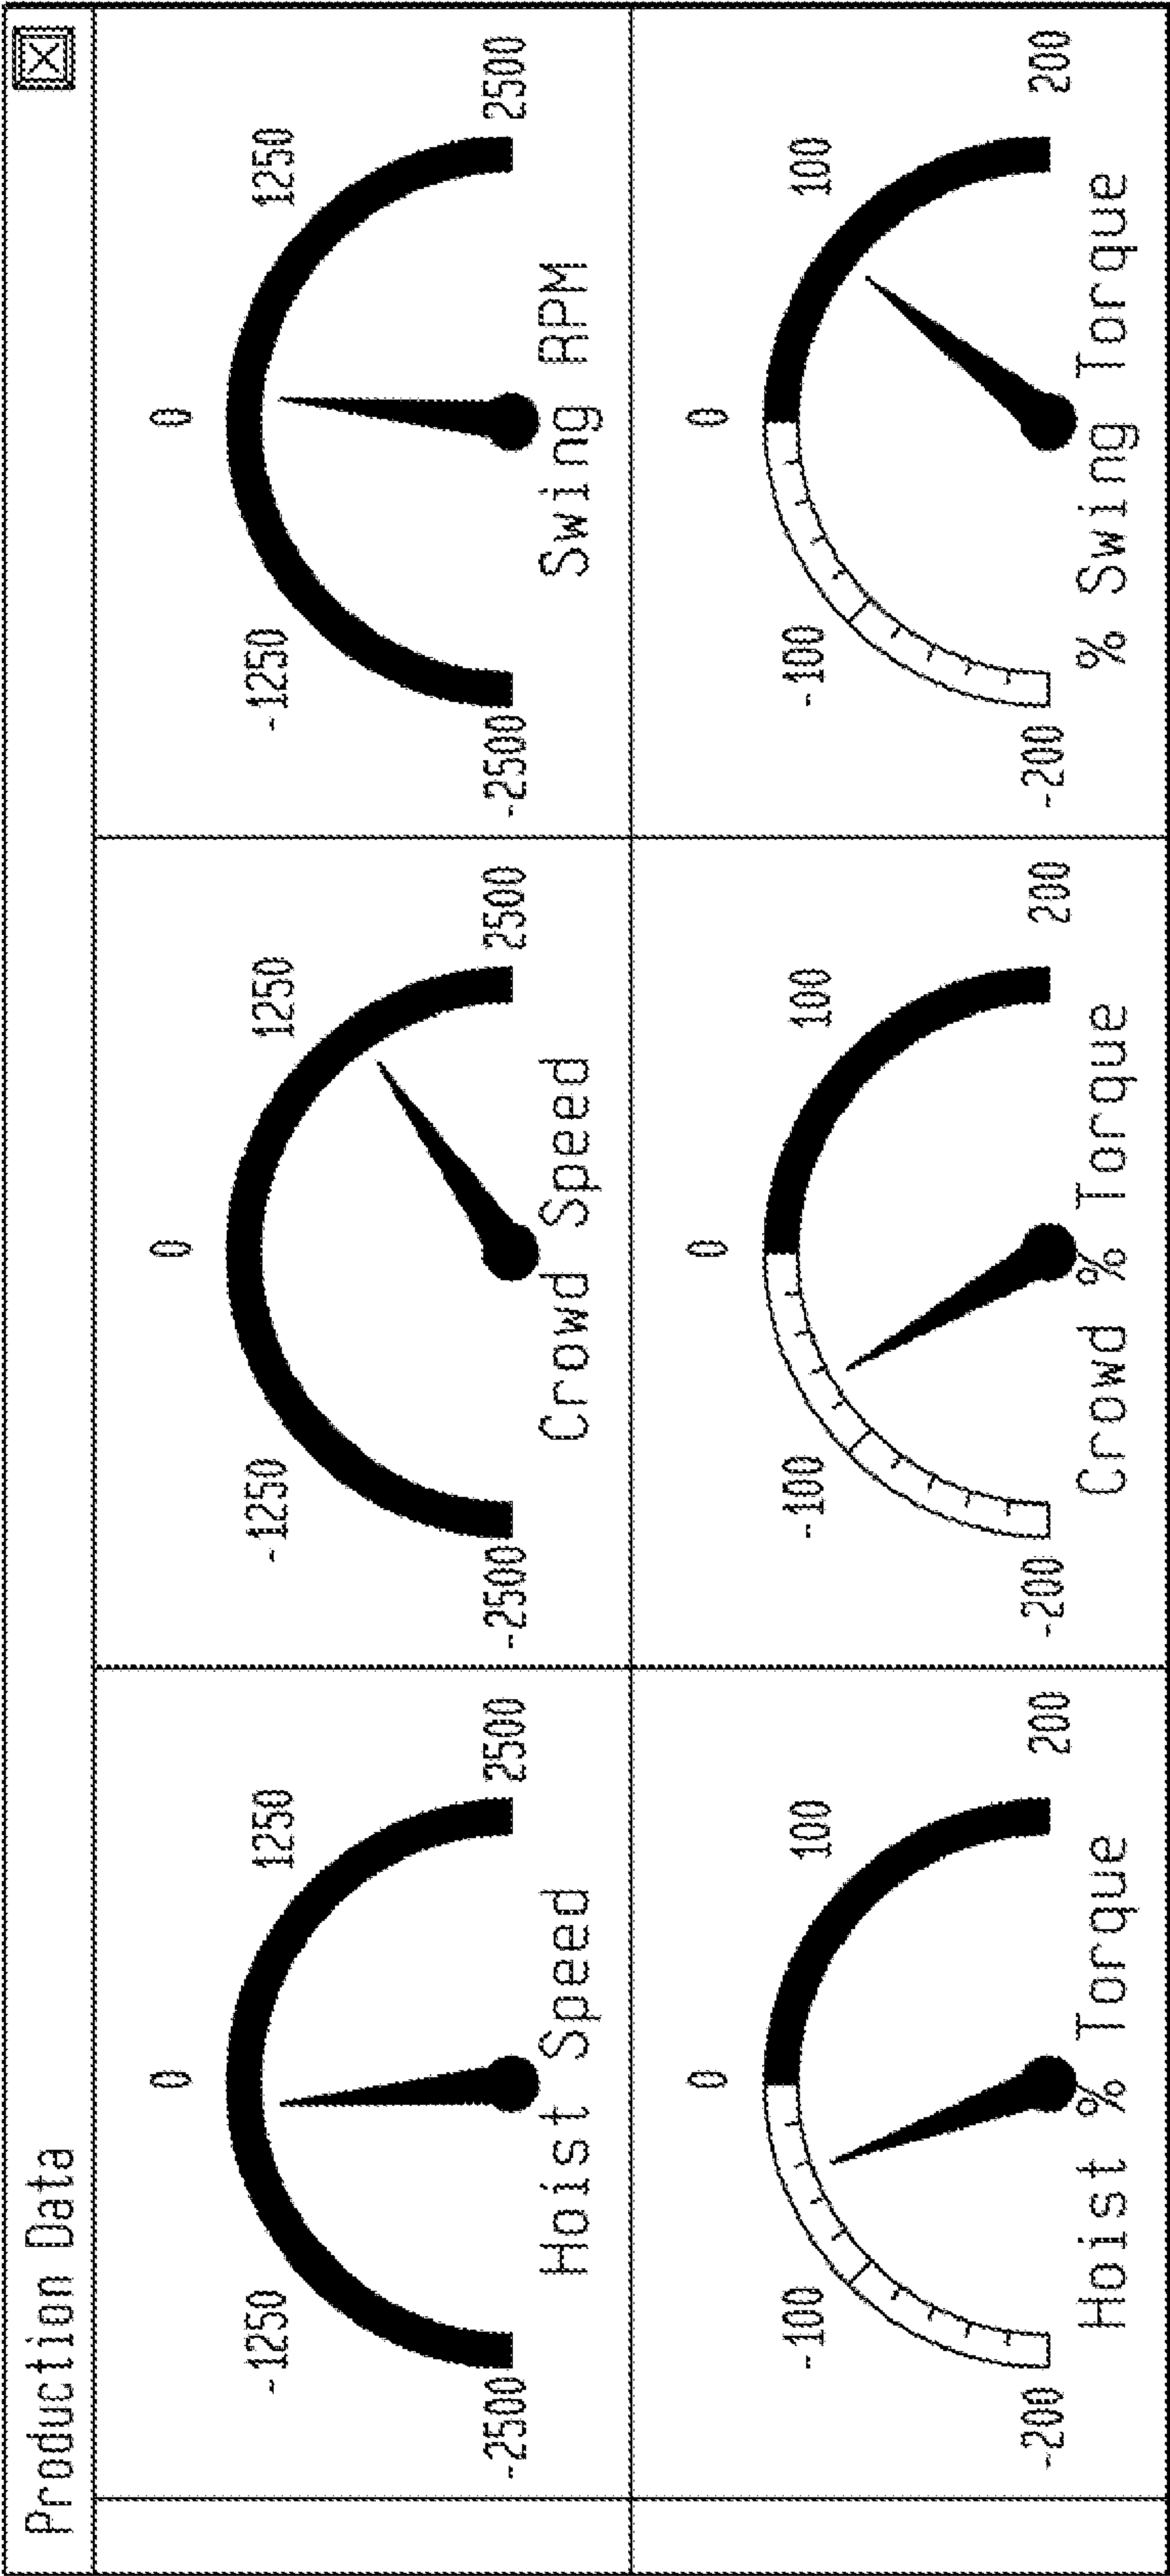 Production Data
0
-1250 1250
-2500 2500
Hoist Speed
0
-1250 1250
-2500 2500
Crowd Speed
0
-1250 1250
-2500 2500
Swing RPM
0
-100 100
-200 200
Hoist % Torque
0
-100 100
-200 200
Crowd % Torque
0
-100 100
-200 200
% Swing Torque